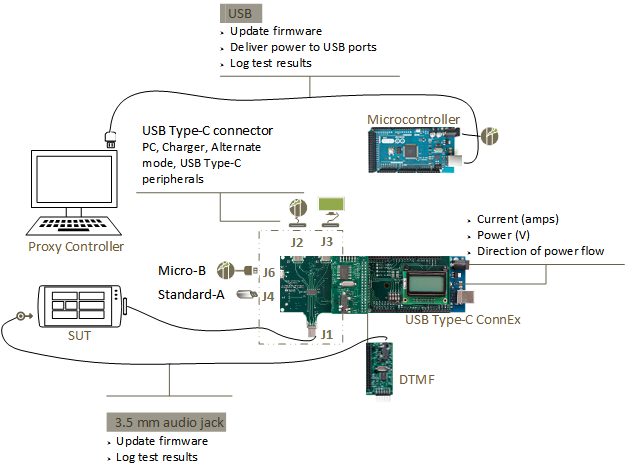 USB
Update firmware
Deliver power to USB ports
Log test results
Microcontroller
USB Type-C connector
PC, Charger, Alternate
mode, USB Type-C
peripherals
Proxy Controller
Current (amps)
Power (V)
Direction of power flow
J2
J3
Micro-B
J6
Standard-A
J4
J1
USB Type-C ConnEx
SUT
DTMF
3.5 mm audio jack
Update firmware
Log test results